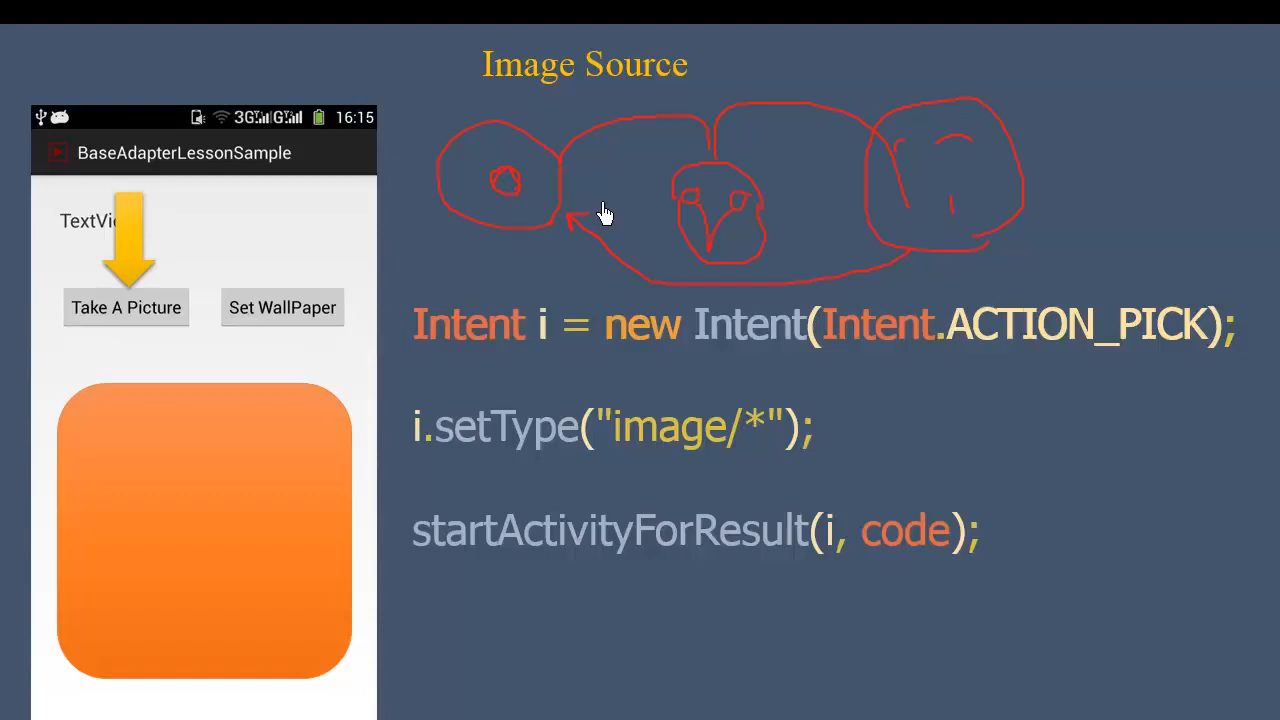 Image Source
3G G 16:15
BaseAdapterLessonSample
TextVi
Take A Picture Set WallPaper
Intent i = new Intent(Intent.ACTION_PICK);
i.setType("image/*");
startActivityForResult(i, code);